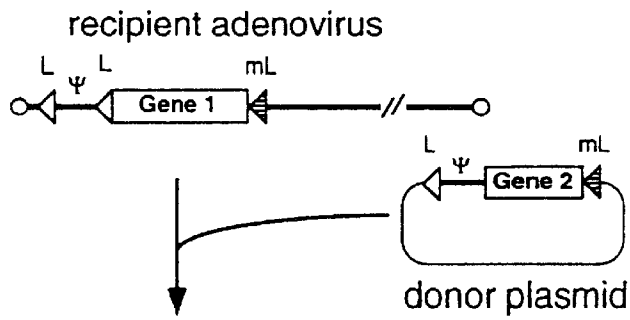 recipient adenovirus
L Ψ L mL
Gene 1
//
L Ψ mL
Gene 2
donor plasmid